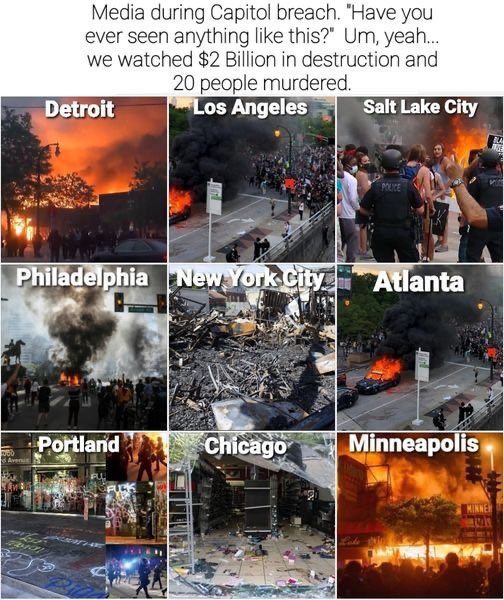 Media during Capitol breach. "Have you
ever seen anything like this?"  Um, yeah...
we watched $2 Billion in destruction and
20 people murdered.
Detroit
Los Angeles
Salt Lake City
POLICE
Philadelphia
New York City
Atlanta
Portland
Chicago
Minneapolis